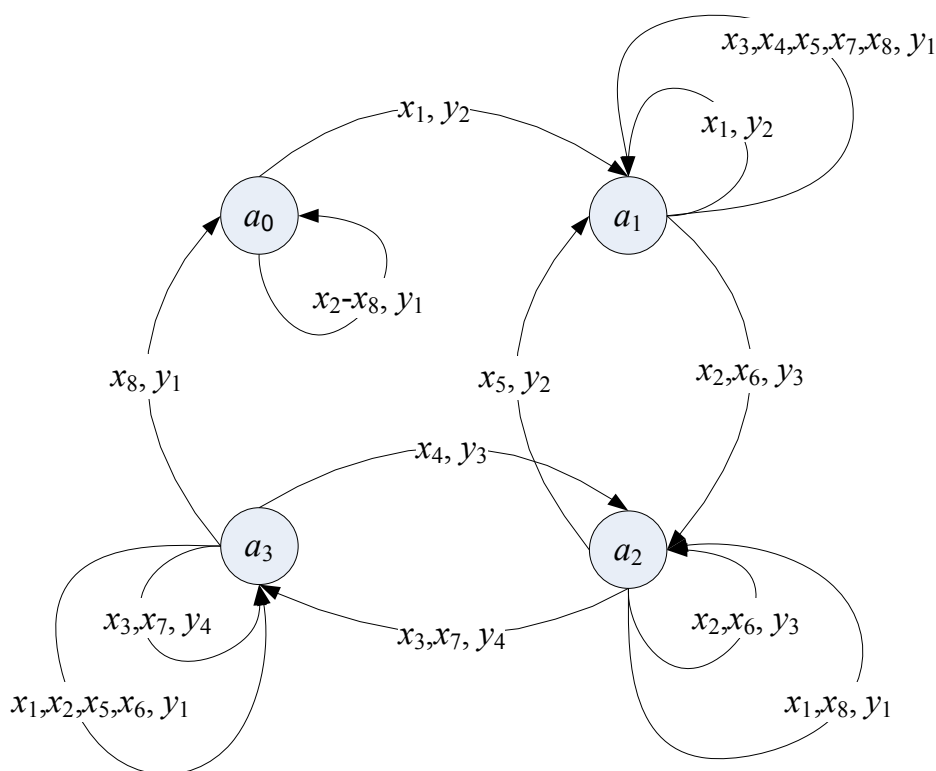 x₃,x₄,x₅,x₇,x₈, y₁
x₁, y₂
x₁, y₂
a₀
a₁
x₂-x₈, y₁
x₈, y₁
x₅, y₂
x₂,x₆, y₃
x₄, y₃
a₃
a₂
x₃,x₇, y₄
x₃,x₇, y₄
x₂,x₆, y₃
x₁,x₂,x₅,x₆, y₁
x₁,x₈, y₁